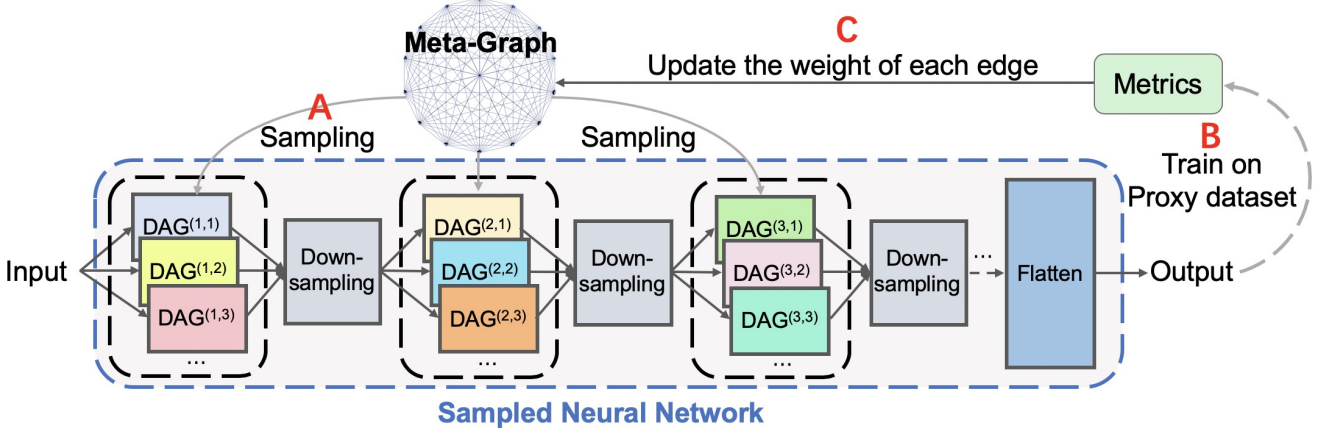 Meta-Graph
C
Update the weight of each edge
Metrics
A
Sampling
Sampling
B
Train on
Proxy dataset
Input
DAG(1,1)
DAG(1,2)
DAG(1,3)
...
Down-
sampling
DAG(2,1)
DAG(2,2)
DAG(2,3)
...
Down-
sampling
DAG(3,1)
DAG(3,2)
DAG(3,3)
...
Down-
sampling
...
Flatten
Output
Sampled Neural Network